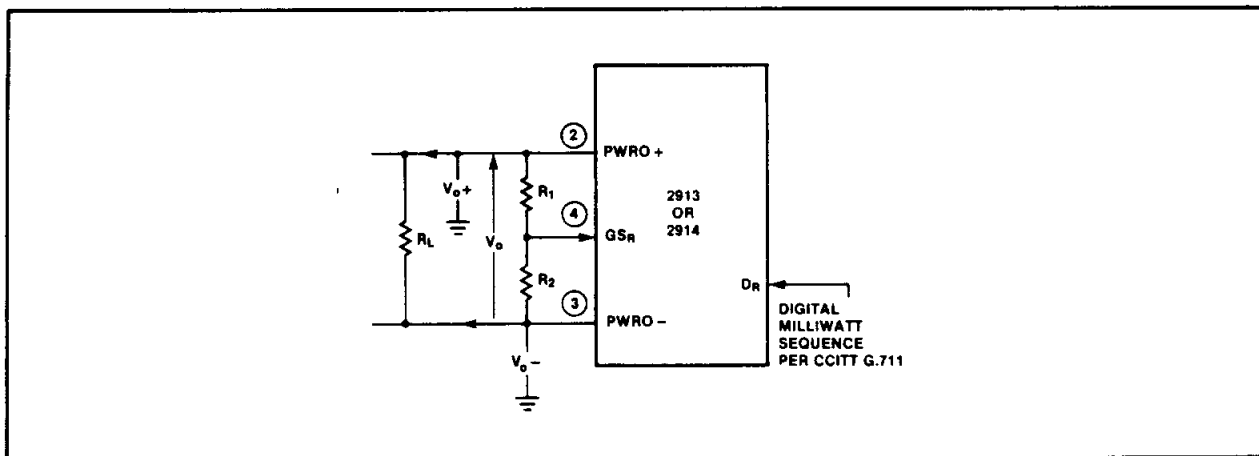 2
PWRO+
R1
Vo+
2913
OR
2914
4
GSR
RL
Vo
R2
DR
3
PWRO−
DIGITAL
MILLIWATT
SEQUENCE
PER CCITT G.711
Vo−